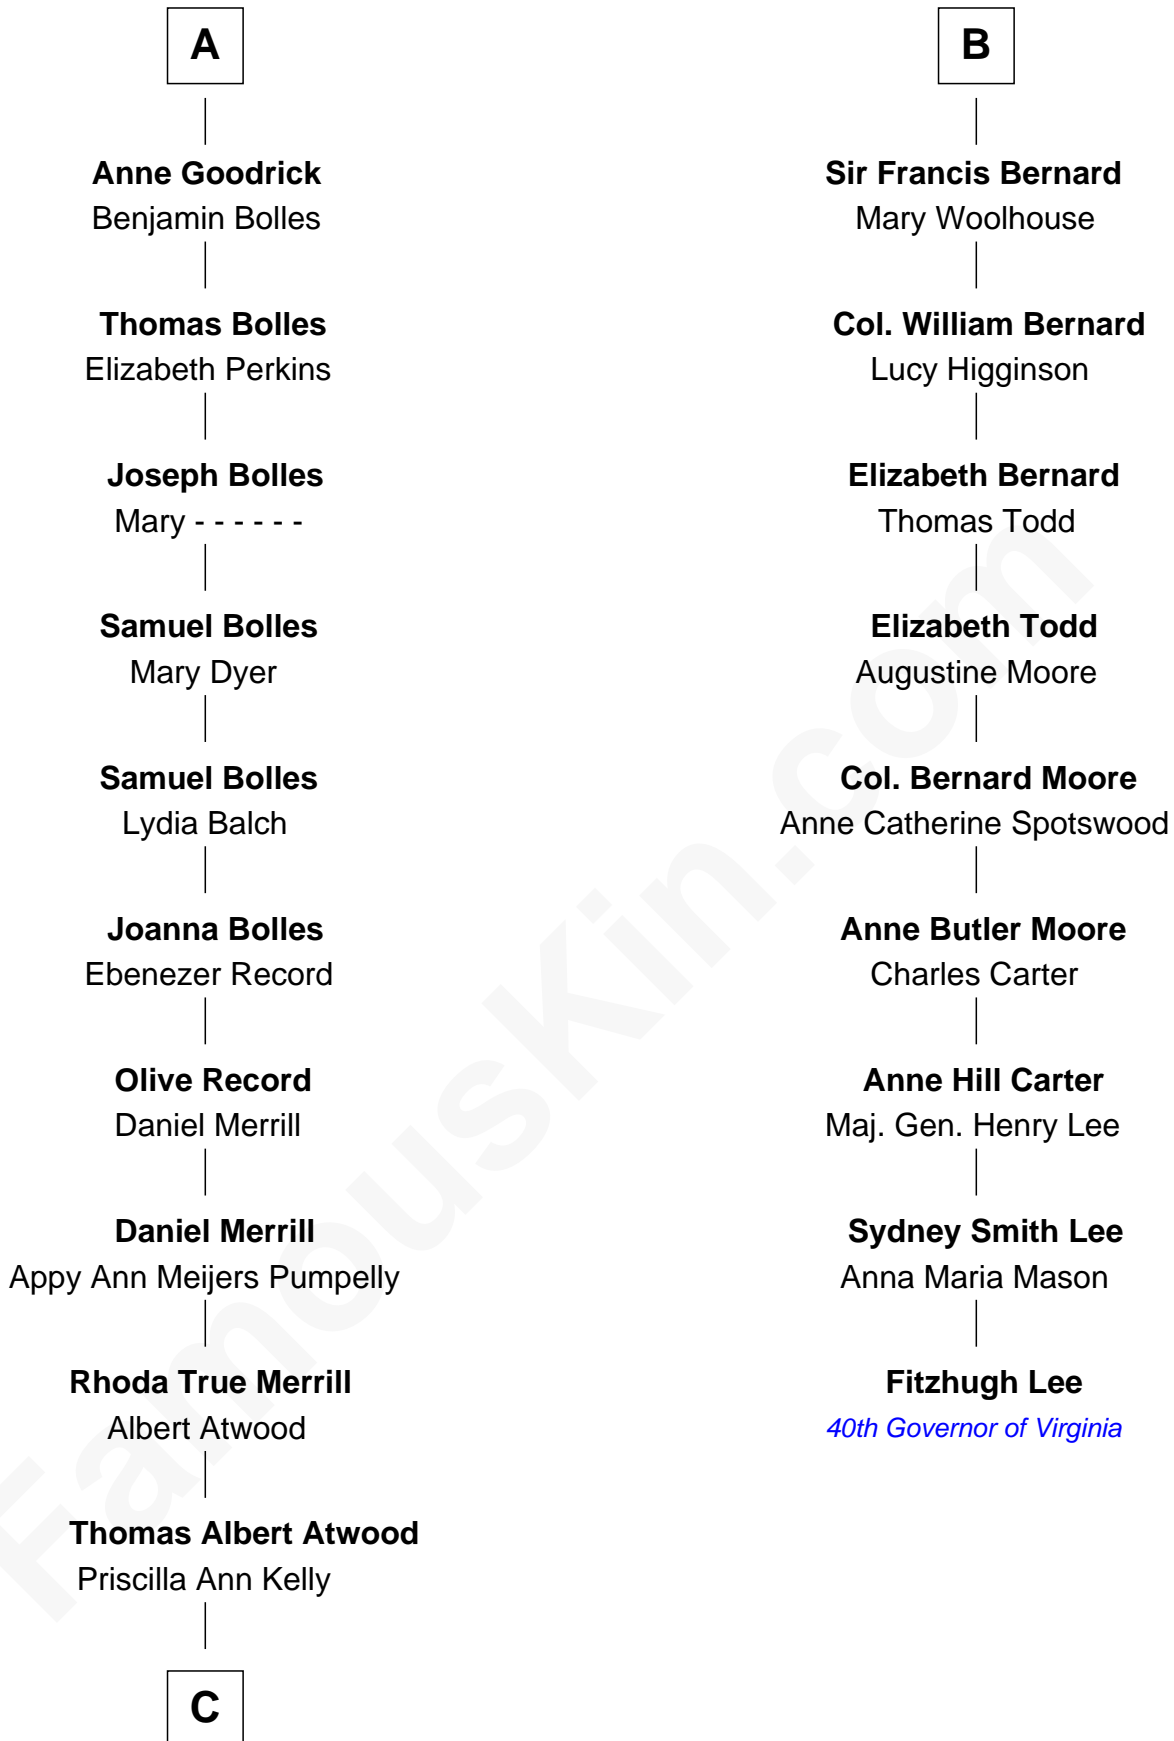 A
Anne Goodrick
Benjamin Bolles
Thomas Bolles
Elizabeth Perkins
Joseph Bolles
Mary - - - - - -
Samuel Bolles
Mary Dyer
Samuel Bolles
Lydia Balch
Joanna Bolles
Ebenezer Record
Olive Record
Daniel Merrill
Daniel Merrill
Appy Ann Meijers Pumpelly
Rhoda True Merrill
Albert Atwood
Thomas Albert Atwood
Priscilla Ann Kelly
C
B
Sir Francis Bernard
Mary Woolhouse
Col. William Bernard
Lucy Higginson
Elizabeth Bernard
Thomas Todd
Elizabeth Todd
Augustine Moore
Col. Bernard Moore
Anne Catherine Spotswood
Anne Butler Moore
Charles Carter
Anne Hill Carter
Maj. Gen. Henry Lee
Sydney Smith Lee
Anna Maria Mason
Fitzhugh Lee
40th Governor of Virginia
FamousKin.com